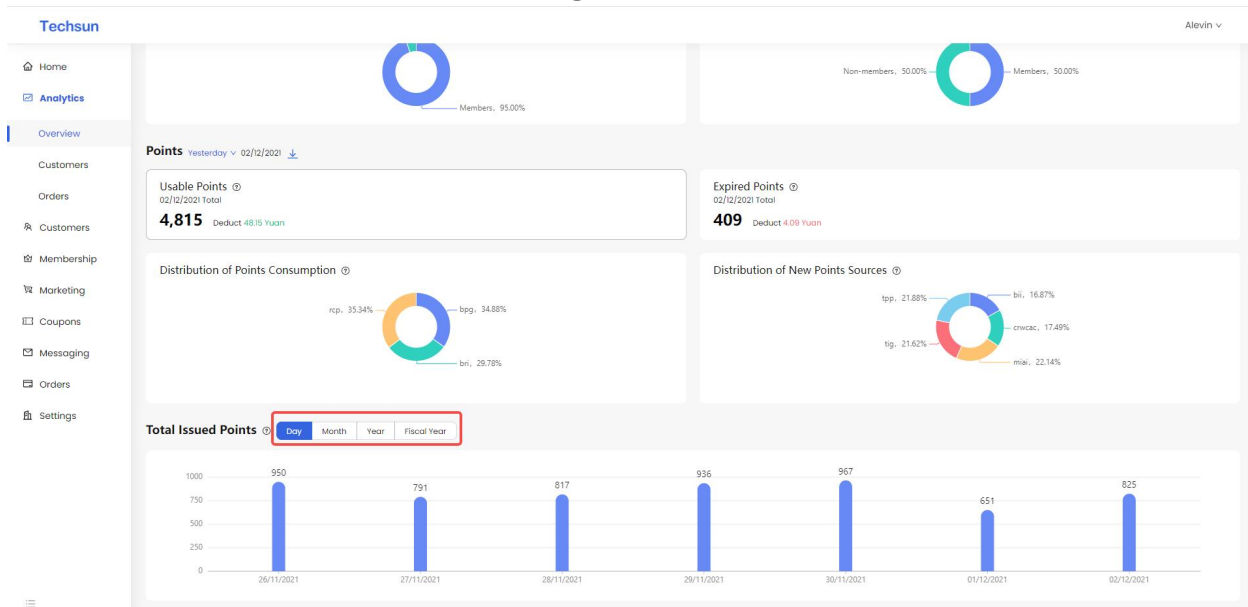 Techsun
Alevin
Home
Analytics
Overview
Customers
Orders
Customers
Membership
Marketing
Coupons
Messaging
Orders
Settings
Members, 95.00%
Non-members, 50.00%
Members, 50.00%
Points Yesterday 02/12/2021
Usable Points
02/12/2021 Total
4,815 Deduct 48.15 Yuan
Expired Points
02/12/2021 Total
409 Deduct 4.09 Yuan
Distribution of Points Consumption
rcp, 35.34%
bpg, 34.88%
bri, 29.78%
Distribution of New Points Sources
tpp, 21.88%
bii, 16.87%
crwcac, 17.49%
tig, 21.62%
miai, 22.14%
Total Issued Points Day Month Year Fiscal Year
1000
750
500
250
0
950
791
817
936
967
651
825
26/11/2021
27/11/2021
28/11/2021
29/11/2021
30/11/2021
01/12/2021
02/12/2021